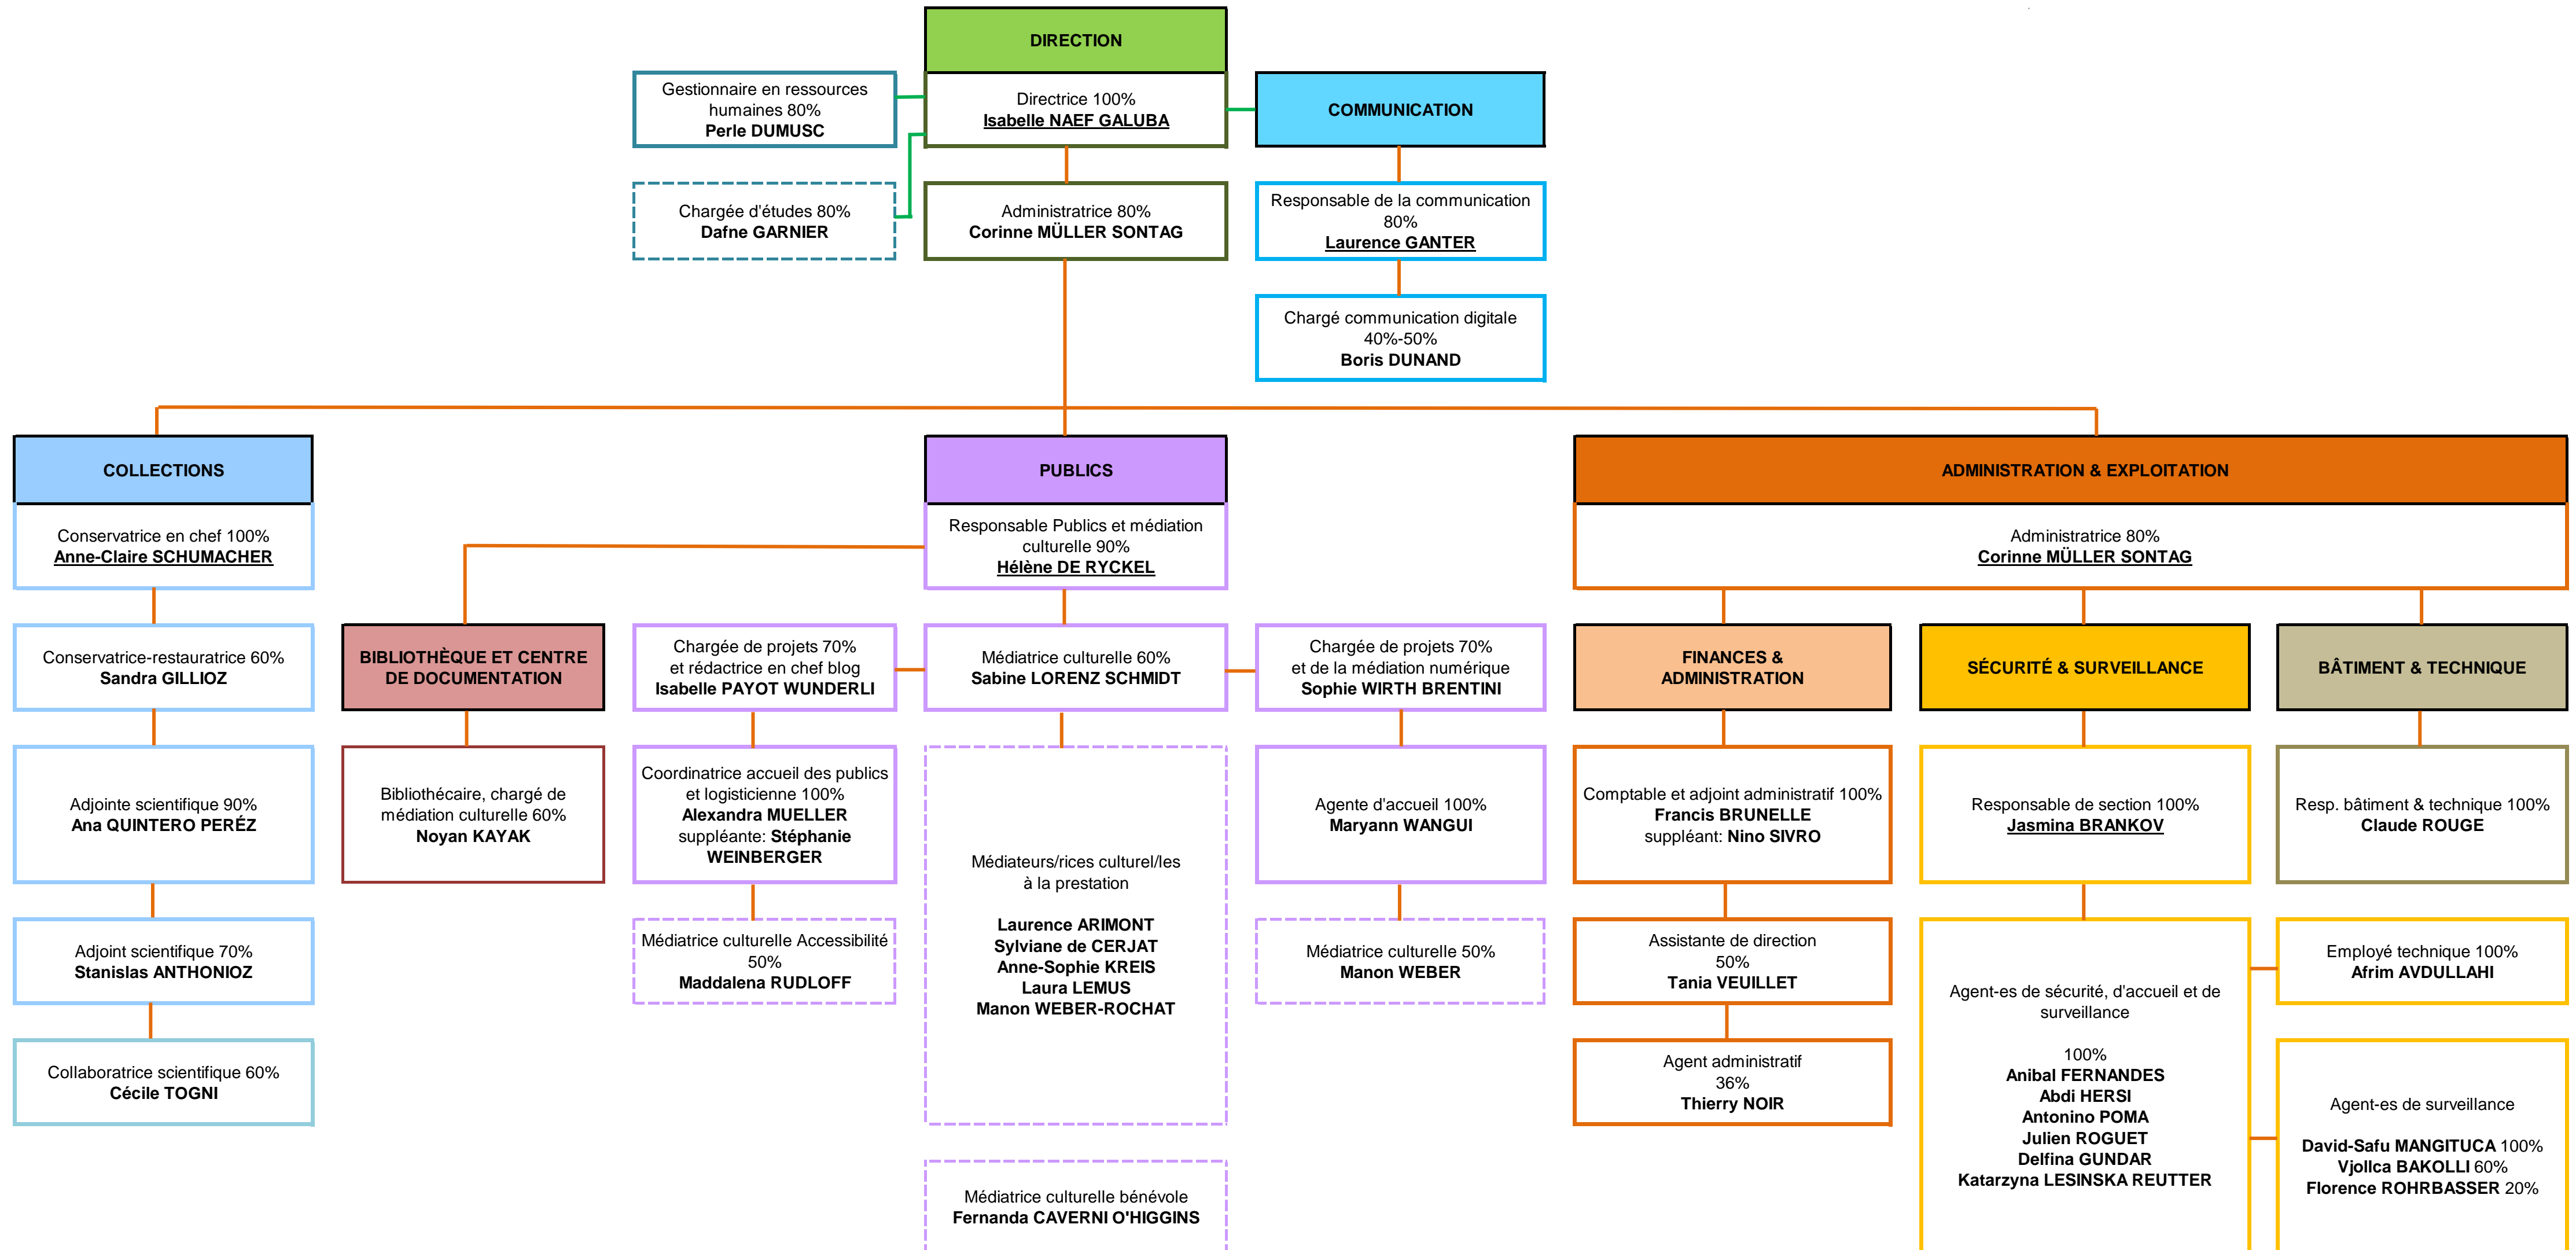 DIRECTION
Gestionnaire en ressources
humaines 80%
Perle DUMUSC
Directrice 100%
Isabelle NAEF GALUBA
COMMUNICATION
Chargée d'études 80%
Dafne GARNIER
Administratrice 80%
Corinne MÜLLER SONTAG
Responsable de la communication
80%
Laurence GANTER
Chargé communication digitale
40%-50%
Boris DUNAND
COLLECTIONS
Conservatrice en chef 100%
Anne-Claire SCHUMACHER
PUBLICS
Responsable Publics et médiation
culturelle 90%
Hélène DE RYCKEL
ADMINISTRATION & EXPLOITATION
Administratrice 80%
Corinne MÜLLER SONTAG
Conservatrice-restauratrice 60%
Sandra GILLIOZ
BIBLIOTHÈQUE ET CENTRE
DE DOCUMENTATION
Chargée de projets 70%
et rédactrice en chef blog
Isabelle PAYOT WUNDERLI
Médiatrice culturelle 60%
Sabine LORENZ SCHMIDT
Chargée de projets 70%
et de la médiation numérique
Sophie WIRTH BRENTINI
FINANCES &
ADMINISTRATION
SÉCURITÉ & SURVEILLANCE
BÂTIMENT & TECHNIQUE
Adjointe scientifique 90%
Ana QUINTERO PERÉZ
Bibliothécaire, chargé de
médiation culturelle 60%
Noyan KAYAK
Coordinatrice accueil des publics
et logisticienne 100%
Alexandra MUELLER
suppléante: Stéphanie
WEINBERGER
Médiateurs/rices culturel/les
à la prestation
Laurence ARIMONT
Sylviane de CERJAT
Anne-Sophie KREIS
Laura LEMUS
Manon WEBER-ROCHAT
Agente d'accueil 100%
Maryann WANGUI
Comptable et adjoint administratif 100%
Francis BRUNELLE
suppléant: Nino SIVRO
Responsable de section 100%
Jasmina BRANKOV
Resp. bâtiment & technique 100%
Claude ROUGE
Adjoint scientifique 70%
Stanislas ANTHONIOZ
Médiatrice culturelle Accessibilité
50%
Maddalena RUDLOFF
Médiatrice culturelle 50%
Manon WEBER
Assistante de direction
50%
Tania VEUILLET
Agent-es de sécurité, d'accueil et de
surveillance
100%
Anibal FERNANDES
Abdi HERSI
Antonino POMA
Julien ROGUET
Delfina GUNDAR
Katarzyna LESINSKA REUTTER
Employé technique 100%
Afrim AVDULLAHI
Collaboratrice scientifique 60%
Cécile TOGNI
Agent administratif
36%
Thierry NOIR
Agent-es de surveillance
David-Safu MANGITUCA 100%
Vjollca BAKOLLI 60%
Florence ROHRBASSER 20%
Médiatrice culturelle bénévole
Fernanda CAVERNI O'HIGGINS